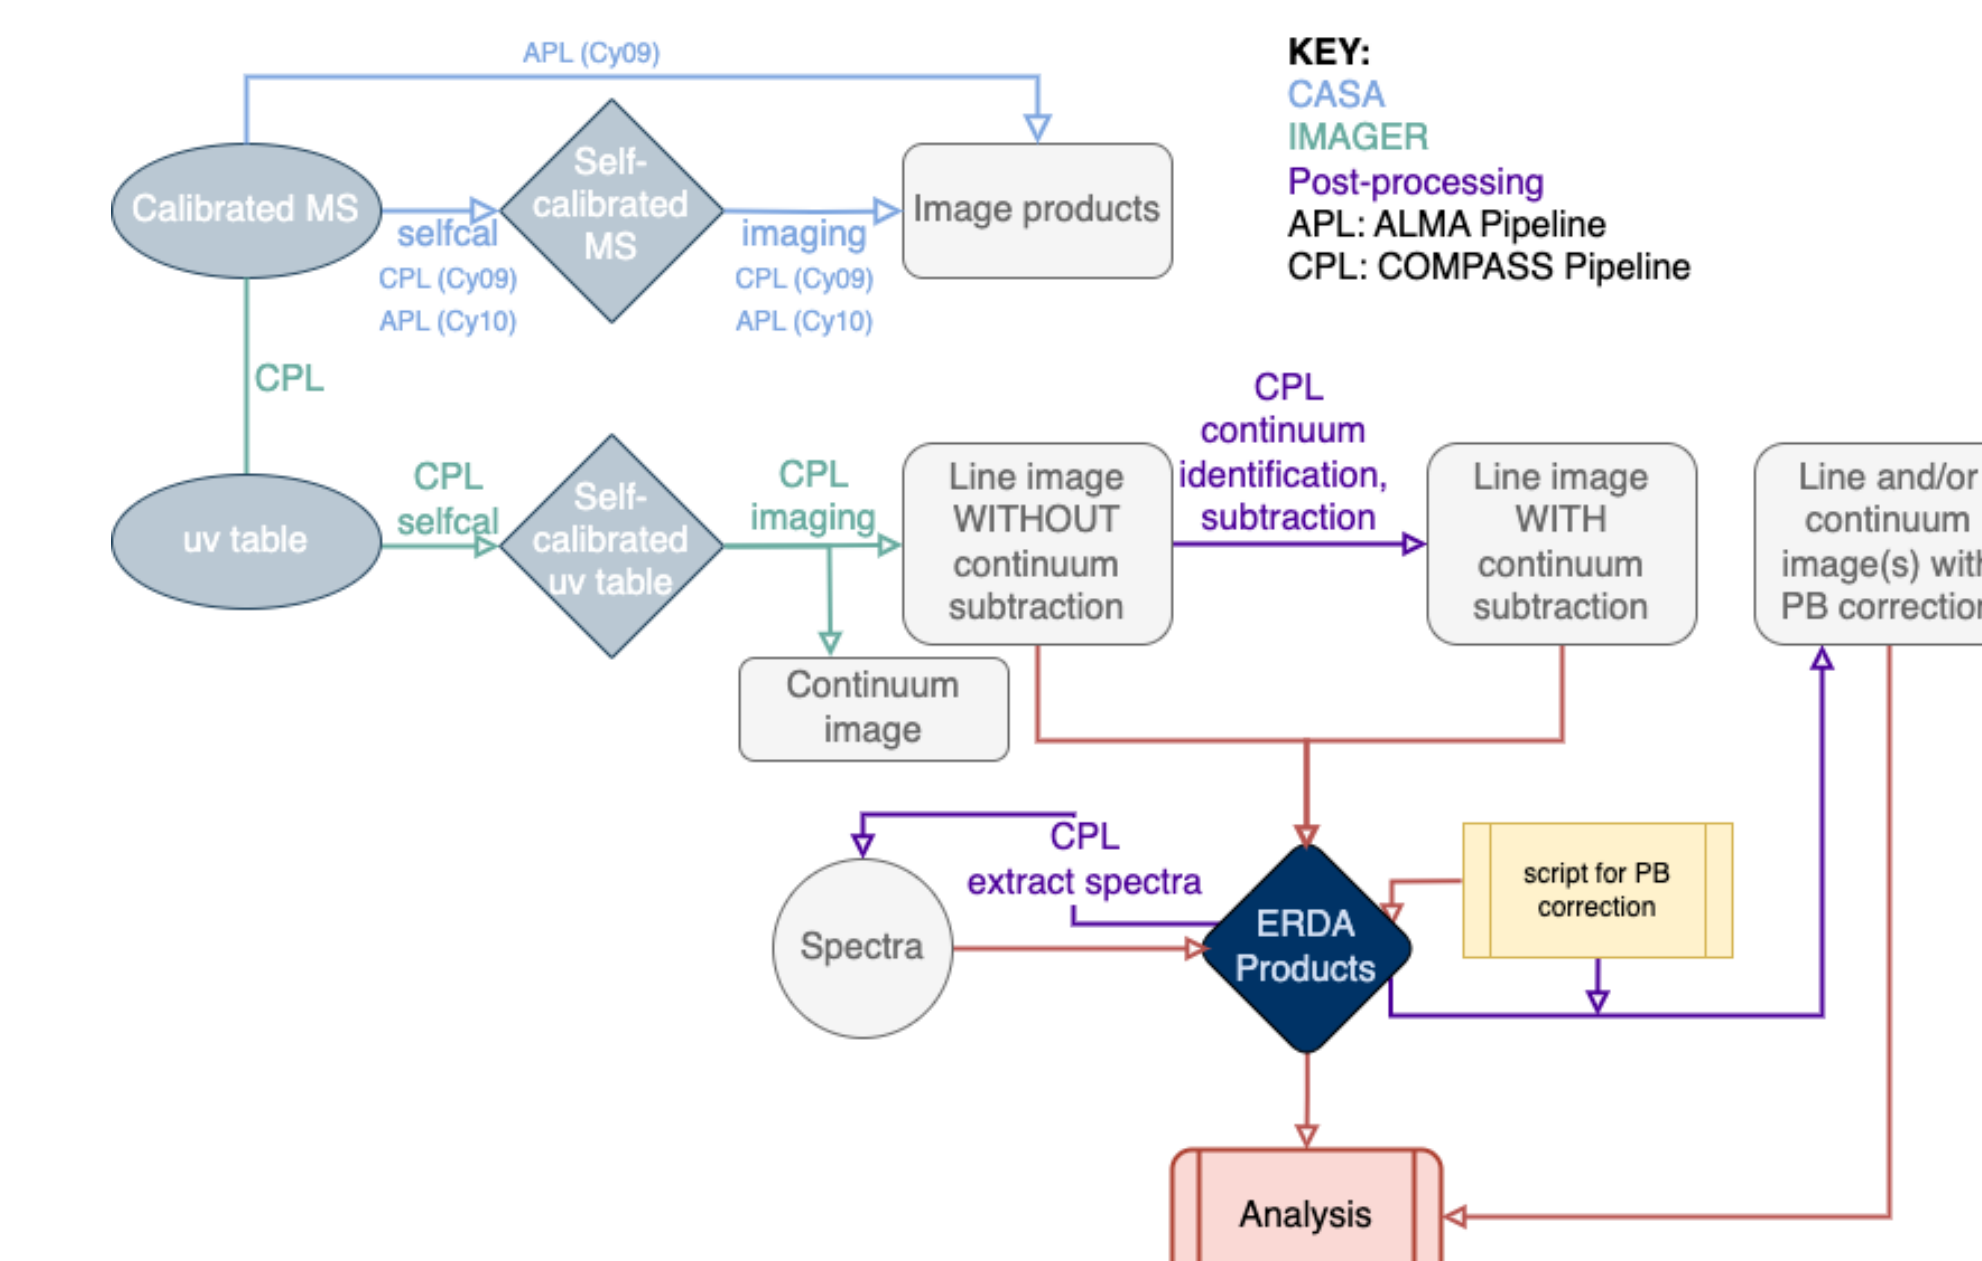 APL (Cy09)
KEY:
CASA
IMAGER
Post-processing
APL: ALMA Pipeline
CPL: COMPASS Pipeline
Calibrated MS
selfcal
CPL (Cy09)
APL (Cy10)
Self-
calibrated
MS
imaging
CPL (Cy09)
APL (Cy10)
Image products
CPL
uv table
CPL
selfcal
Self-
calibrated
uv table
CPL
imaging
Line image
WITHOUT
continuum
subtraction
CPL
continuum
identification,
subtraction
Line image
WITH
continuum
subtraction
Line and/or
continuum
image(s) with
PB correction
Continuum
image
CPL
extract spectra
Spectra
ERDA
Products
script for PB
correction
Analysis